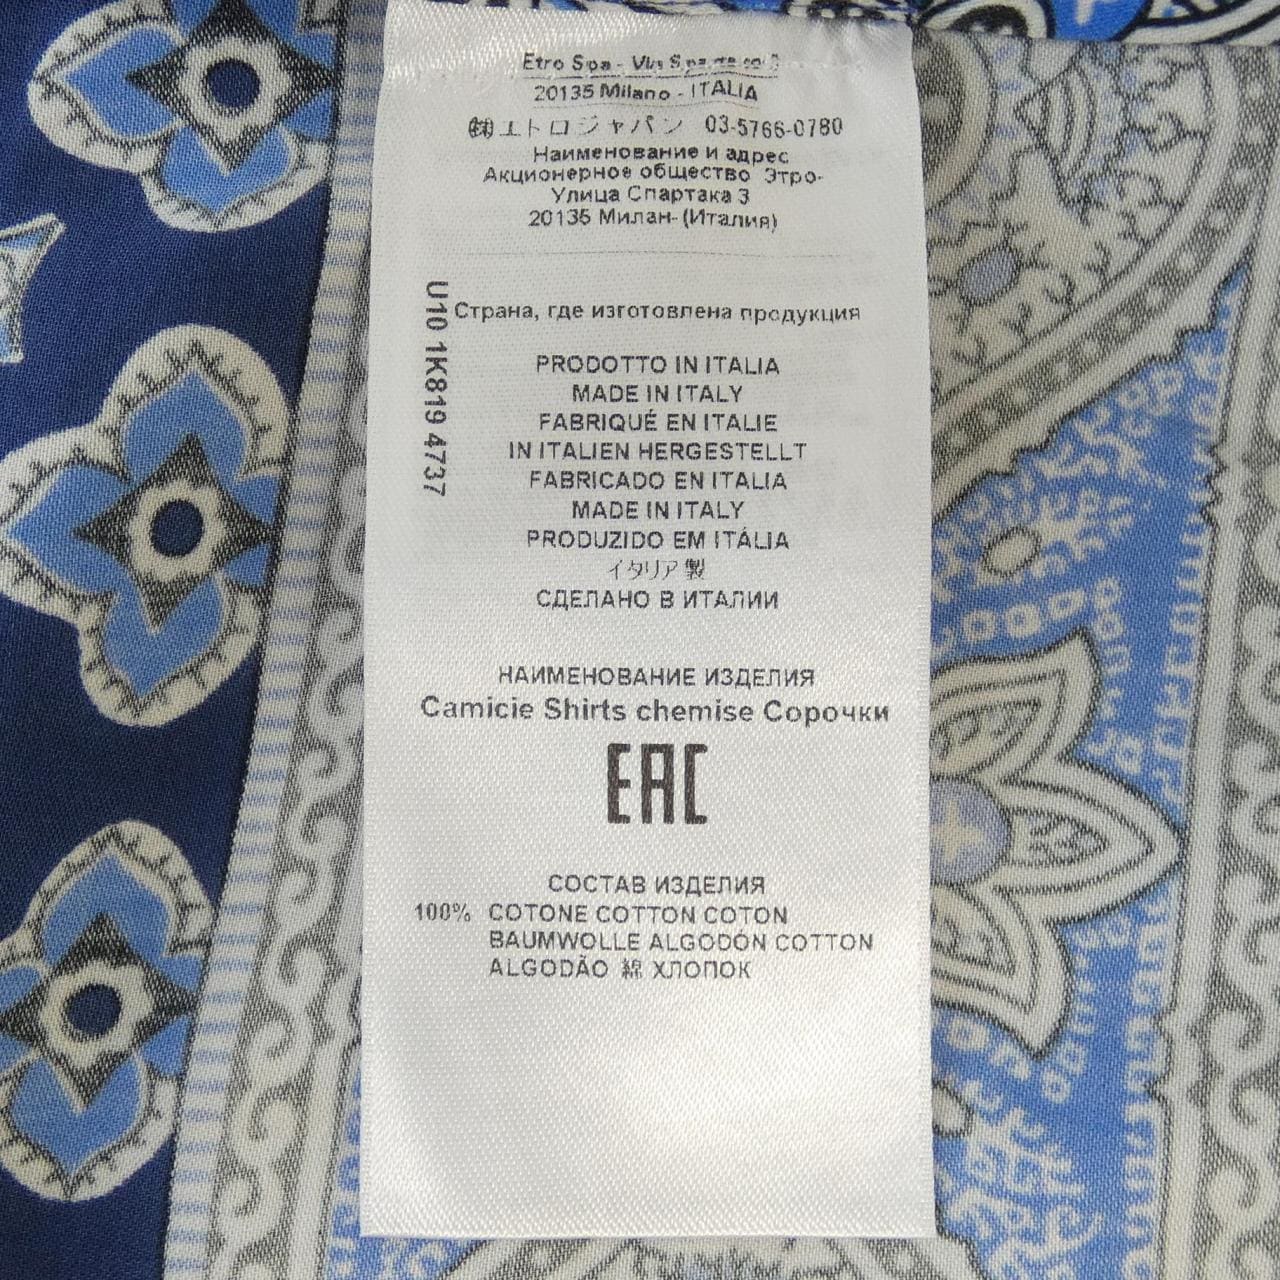 Etro Spa - Via Spartaco 3
20135 Milano - ITALIA
㈱エトロジャパン 03-5766-0780
Наименование и адрес
Акционерное общество Этро-
Улица Спартака 3
20135 Милан- (Италия)
U10 1K819 4737
Страна, где изготовлена продукция
PRODOTTO IN ITALIA
MADE IN ITALY
FABRIQUÉ EN ITALIE
IN ITALIEN HERGESTELLT
FABRICADO EN ITALIA
MADE IN ITALY
PRODUZIDO EM ITÁLIA
イタリア製
СДЕЛАНО В ИТАЛИИ
НАИМЕНОВАНИЕ ИЗДЕЛИЯ
Camicie Shirts chemise Сорочки
EAC
СОСТАВ ИЗДЕЛИЯ
100% COTONE COTTON COTON
BAUMWOLLE ALGODÓN COTTON
ALGODÃO 綿 ХЛОПОК